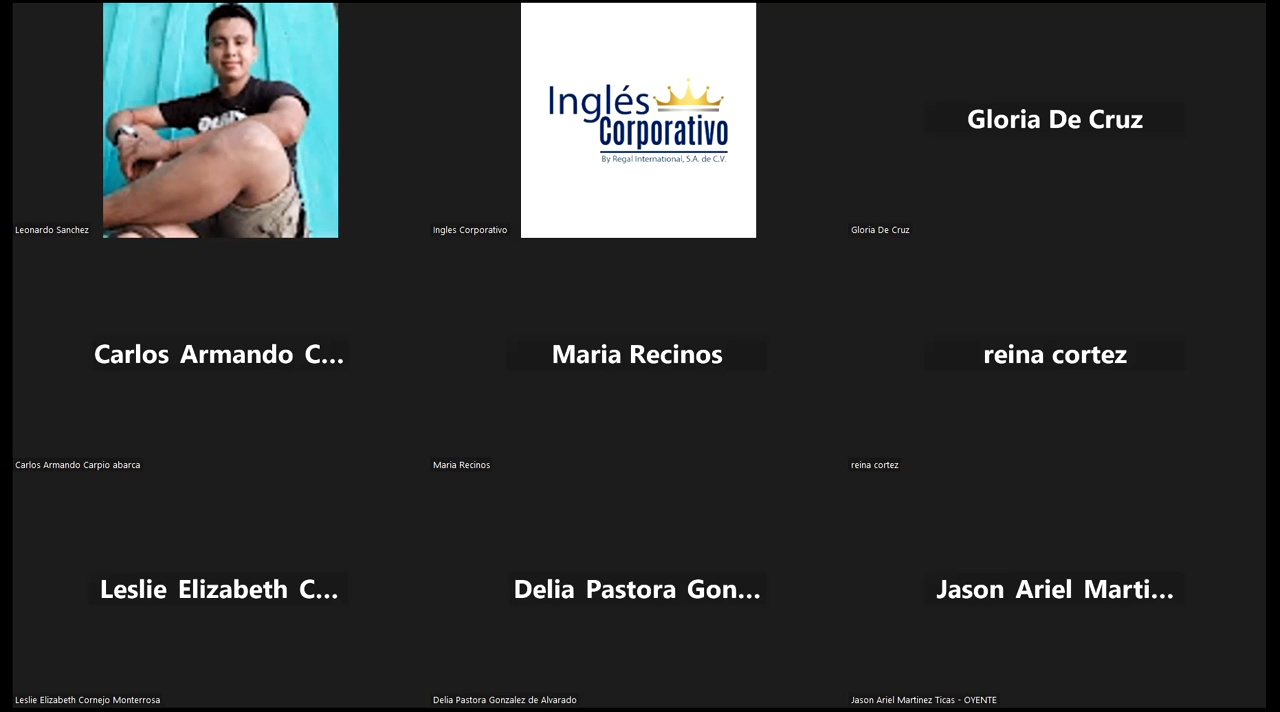 Leonardo Sanchez
Inglés
Corporativo
By Regal International, S.A. de C.V.
Ingles Corporativo
Gloria De Cruz
Gloria De Cruz
Carlos Armando C...
Carlos Armando Carpio abarca
Maria Recinos
Maria Recinos
reina cortez
reina cortez
Leslie Elizabeth C...
Leslie Elizabeth Cornejo Monterrosa
Delia Pastora Gon...
Delia Pastora Gonzalez de Alvarado
Jason Ariel Marti...
Jason Ariel Martinez Ticas - OYENTE